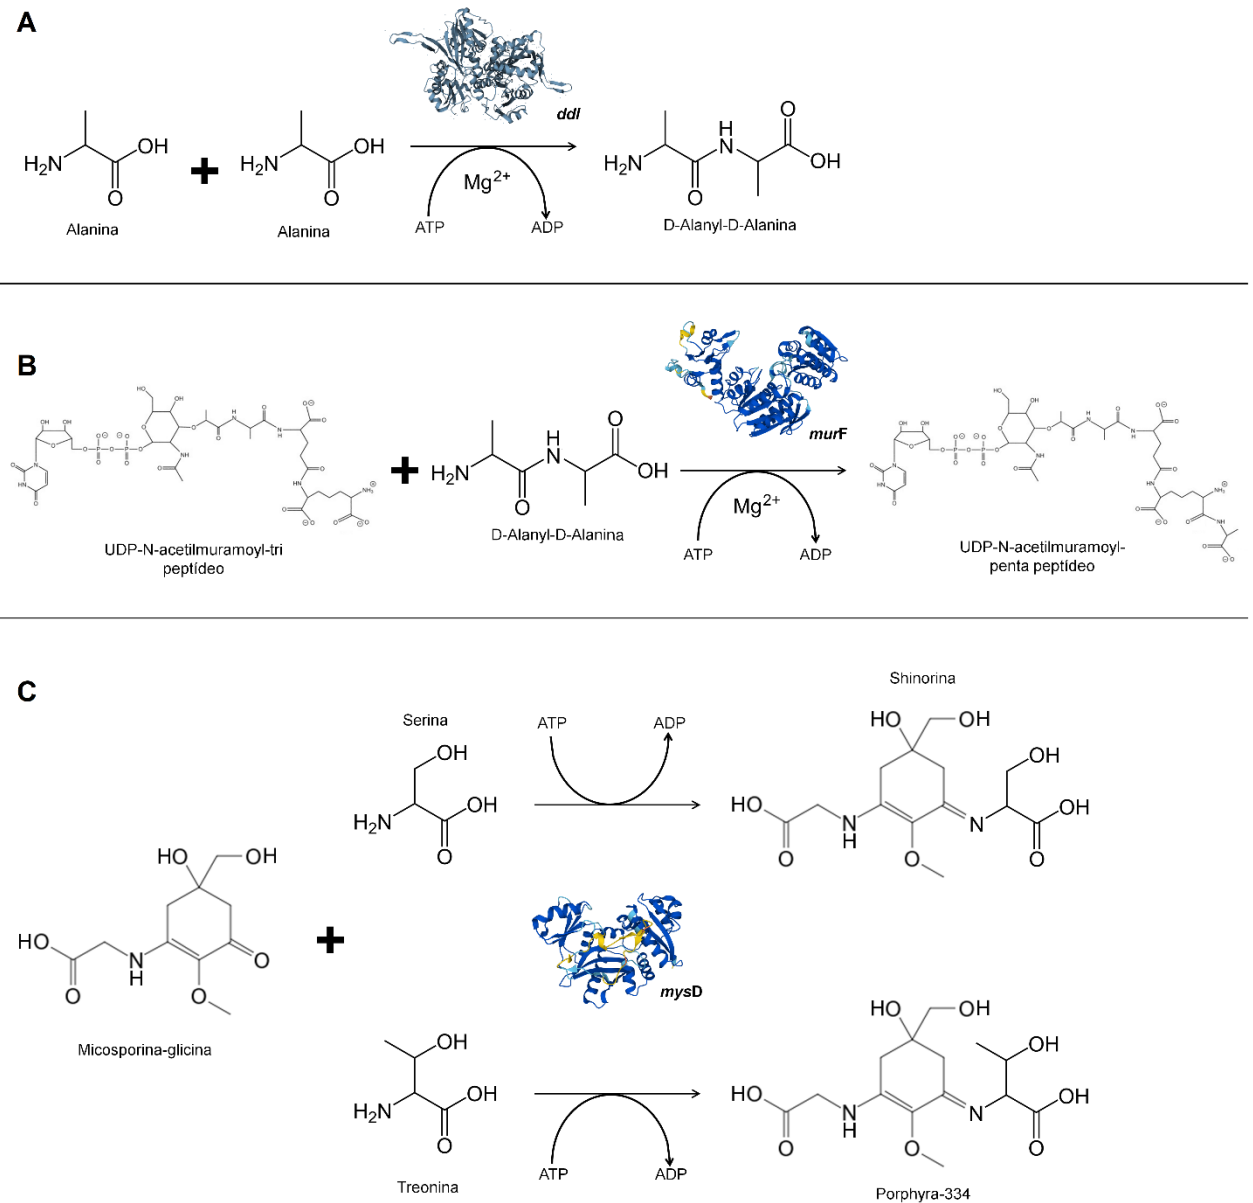 A
ddl
H2N
OH
O
Alanina
H2N
OH
O
Alanina
Mg2+
ATP
ADP
H2N
O
H
N
O
OH
D-Alanyl-D-Alanina
B
UDP-N-acetilmuramoyl-tri
peptídeo
H2N
O
H
N
O
OH
D-Alanyl-D-Alanina
murF
Mg2+
ATP
ADP
UDP-N-acetilmuramoyl-
penta peptídeo
C
Serina
OH
OH
H2N
O
ATP
ADP
Shinorina
HO
OH
OH
HO
O
N
H
O
N
OH
O
HO
OH
HO
O
N
H
O
O
Micosporina-glicina
mysD
OH
OH
H2N
O
Treonina
ATP
ADP
HO
OH
OH
HO
O
N
H
O
N
OH
O
Porphyra-334